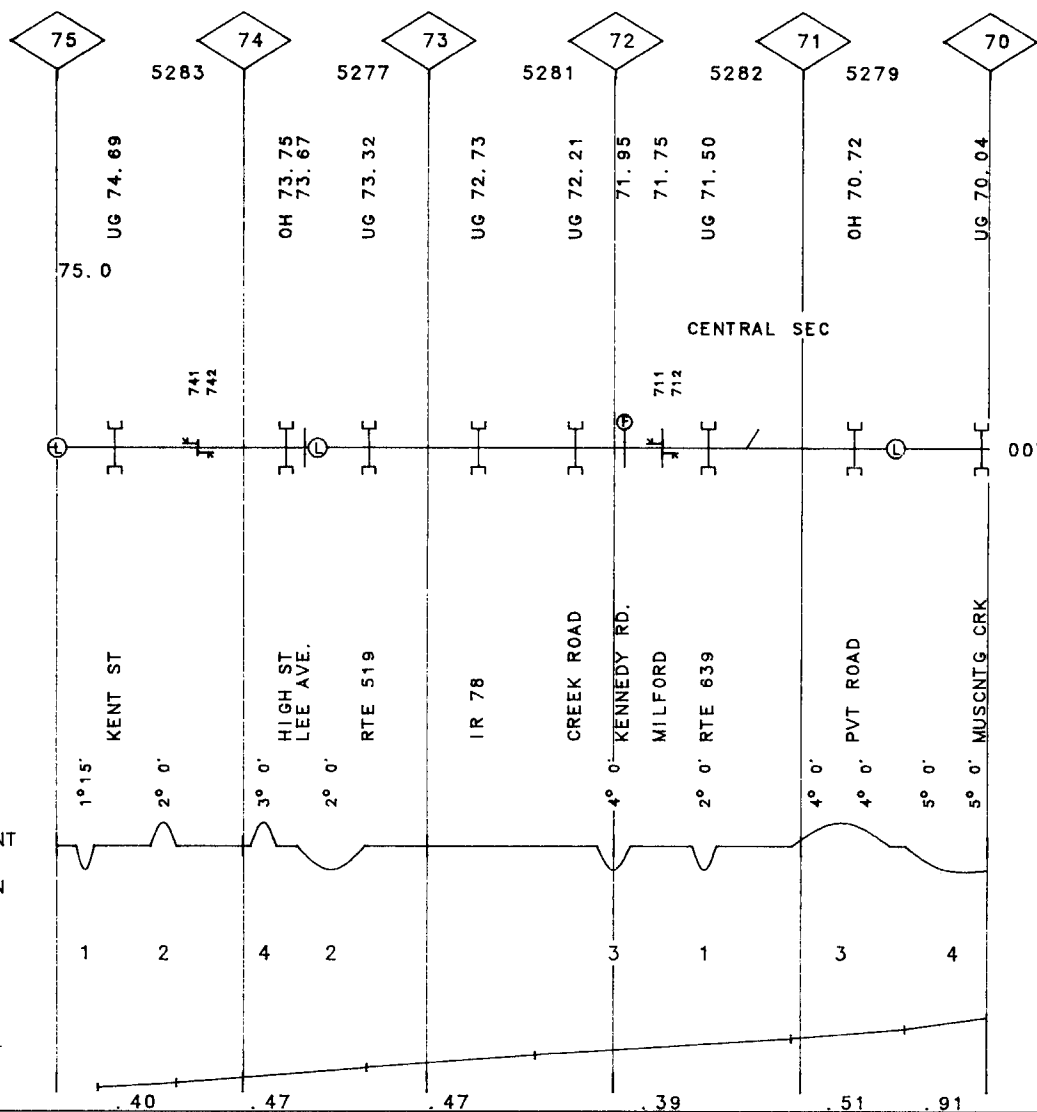 75 74 73 72 71 70
5283 5277 5281 5282 5279
UG 74.69
OH 73.75
73.67
UG 73.32
UG 72.73
UG 72.21
71.95
71.75
UG 71.50
OH 70.72
UG 70.04
75.0
CENTRAL SEC
741
742
711
712
L L L
00
KENT ST
HIGH ST
LEE AVE.
RTE 519
IR 78
CREEK ROAD
KENNEDY RD.
MILFORD
RTE 639
PVT ROAD
MUSCNTG CRK
1°15' 2° 0' 3° 0' 2° 0' 4° 0' 2° 0' 4° 0' 4° 0' 5° 0' 5° 0'
NT
N
1 2 4 2 3 1 3 4
.40 .47 .47 .39 .51 .91